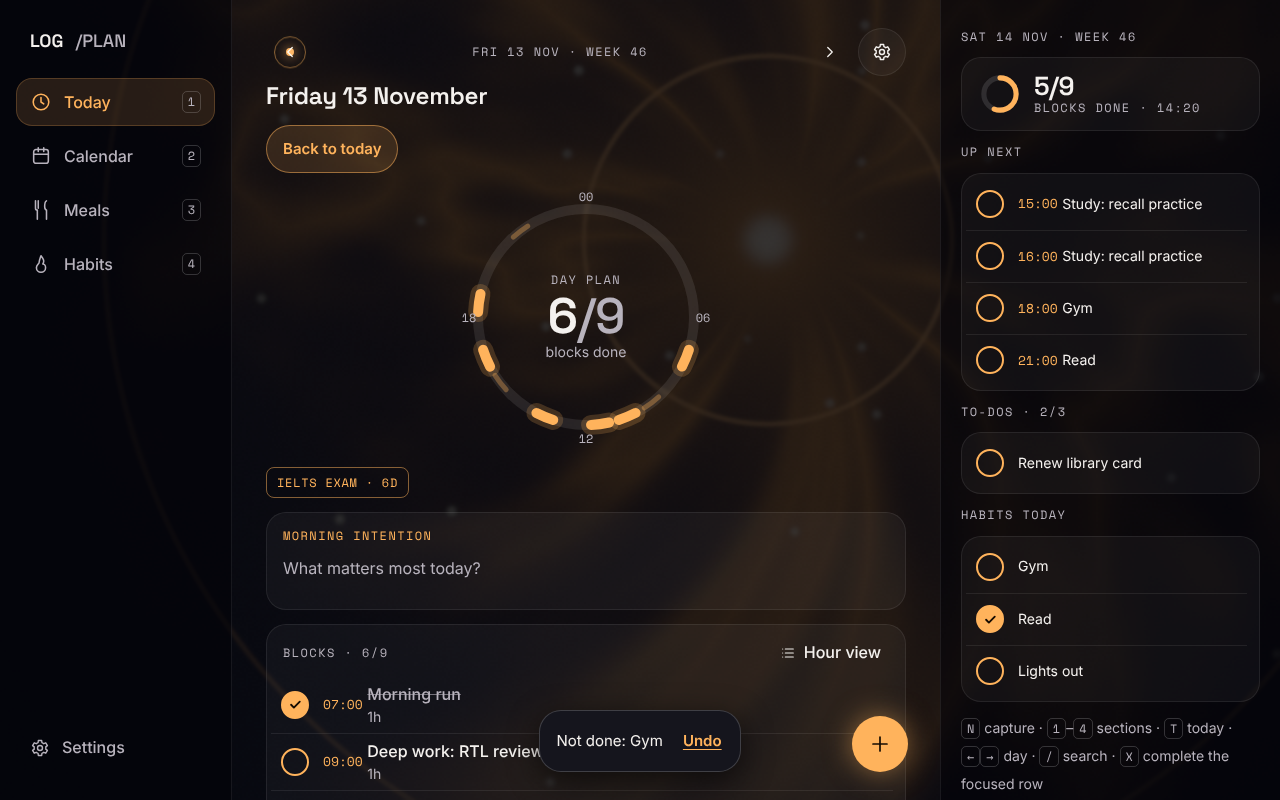 LOG /PLAN
Today 1
Calendar 2
Meals 3
Habits 4
Settings
FRI 13 NOV · WEEK 46
Friday 13 November
Back to today
00
06
12
18
DAY PLAN
6/9
blocks done
IELTS EXAM · 6D
MORNING INTENTION
What matters most today?
BLOCKS · 6/9
Hour view
07:00 Morning run
1h
09:00 Deep work: RTL review
1h
Not done: Gym Undo
SAT 14 NOV · WEEK 46
5/9
BLOCKS DONE · 14:20
UP NEXT
15:00 Study: recall practice
16:00 Study: recall practice
18:00 Gym
21:00 Read
TO-DOS · 2/3
Renew library card
HABITS TODAY
Gym
Read
Lights out
N capture · 1–4 sections · T today ·
← → day · / search · X complete the
focused row